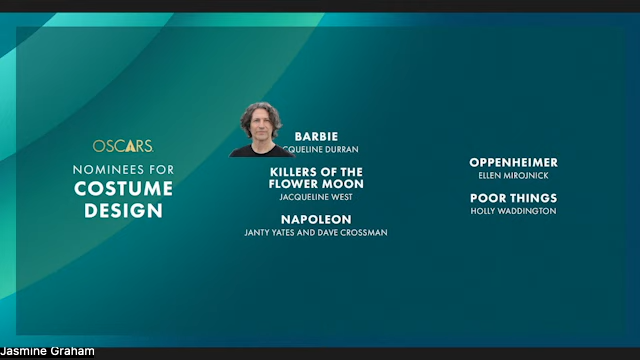 OSCARS
NOMINEES FOR
COSTUME
DESIGN
BARBIE
CQUELINE DURRAN
KILLERS OF THE
FLOWER MOON
JACQUELINE WEST
NAPOLEON
JANTY YATES AND DAVE CROSSMAN
OPPENHEIMER
ELLEN MIROJNICK
POOR THINGS
HOLLY WADDINGTON
Jasmine Graham